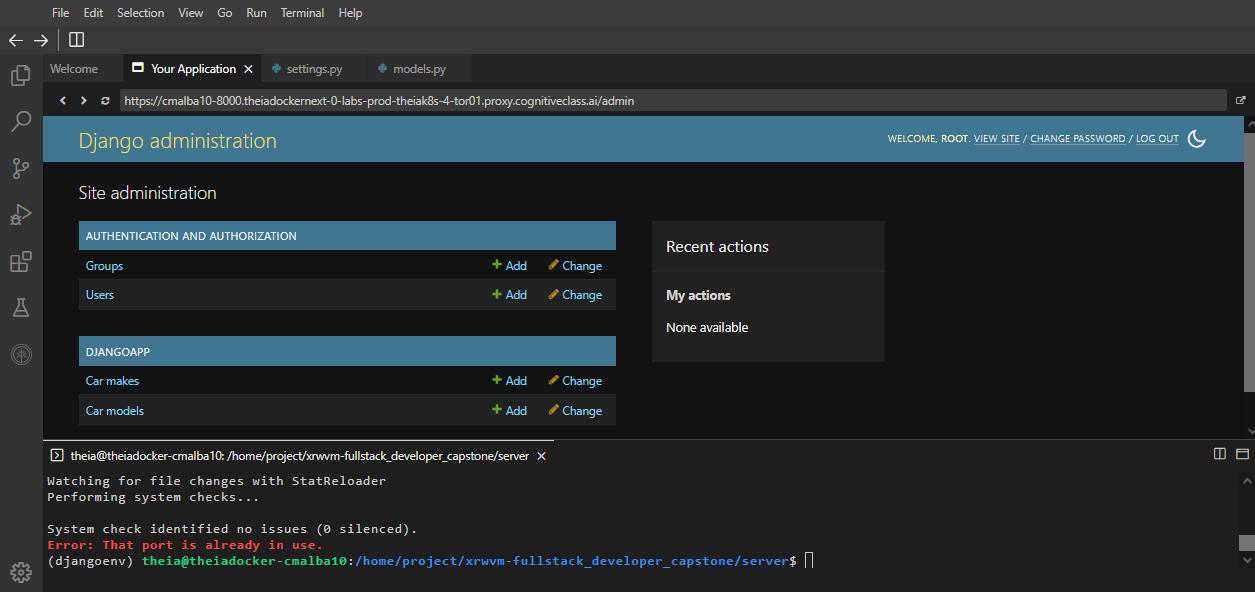 File Edit Selection View Go Run Terminal Help
Welcome Your Application settings.py models.py
https://cmalba10-8000.theiadockernext-0-labs-prod-theiak8s-4-tor01.proxy.cognitiveclass.ai/admin
Django administration
WELCOME, ROOT. VIEW SITE / CHANGE PASSWORD / LOG OUT
Site administration
AUTHENTICATION AND AUTHORIZATION
Groups Add Change
Users Add Change
DJANGOAPP
Car makes Add Change
Car models Add Change
Recent actions
My actions
None available
theia@theiadocker-cmalba10: /home/project/xrwvm-fullstack_developer_capstone/server
Watching for file changes with StatReloader
Performing system checks...
System check identified no issues (0 silenced).
Error: That port is already in use.
(djangoenv) theia@theiadocker-cmalba10:/home/project/xrwvm-fullstack_developer_capstone/server$